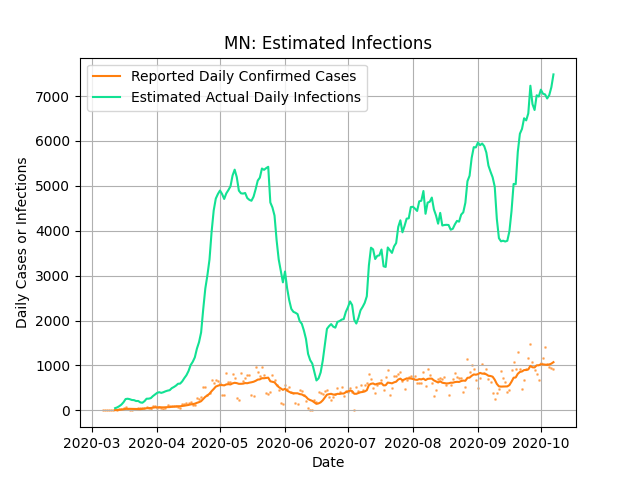 MN: Estimated Infections
Reported Daily Confirmed Cases
Estimated Actual Daily Infections
Daily Cases or Infections
7000
6000
5000
4000
3000
2000
1000
0
2020-03 2020-04 2020-05 2020-06 2020-07 2020-08 2020-09 2020-10
Date